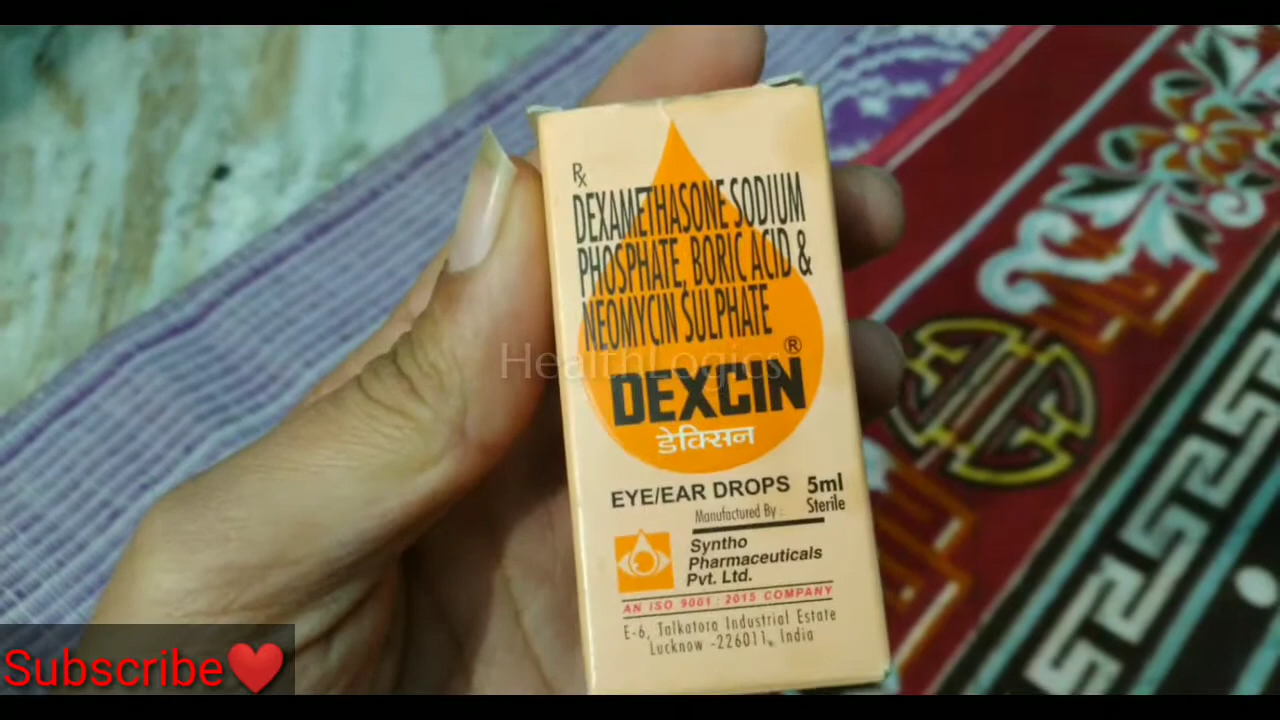 Rx
DEXAMETHASONE SODIUM
PHOSPHATE, BORIC ACID &
NEOMYCIN SULPHATE
HealthLogics
DEXCIN®
डेक्सिन
EYE/EAR DROPS 5ml
Manufactured By : Sterile
Syntho
Pharmaceuticals
Pvt. Ltd.
AN ISO 9001 : 2015 COMPANY
E-6, Talkatora Industrial Estate
Lucknow -226011, India
Subscribe❤️